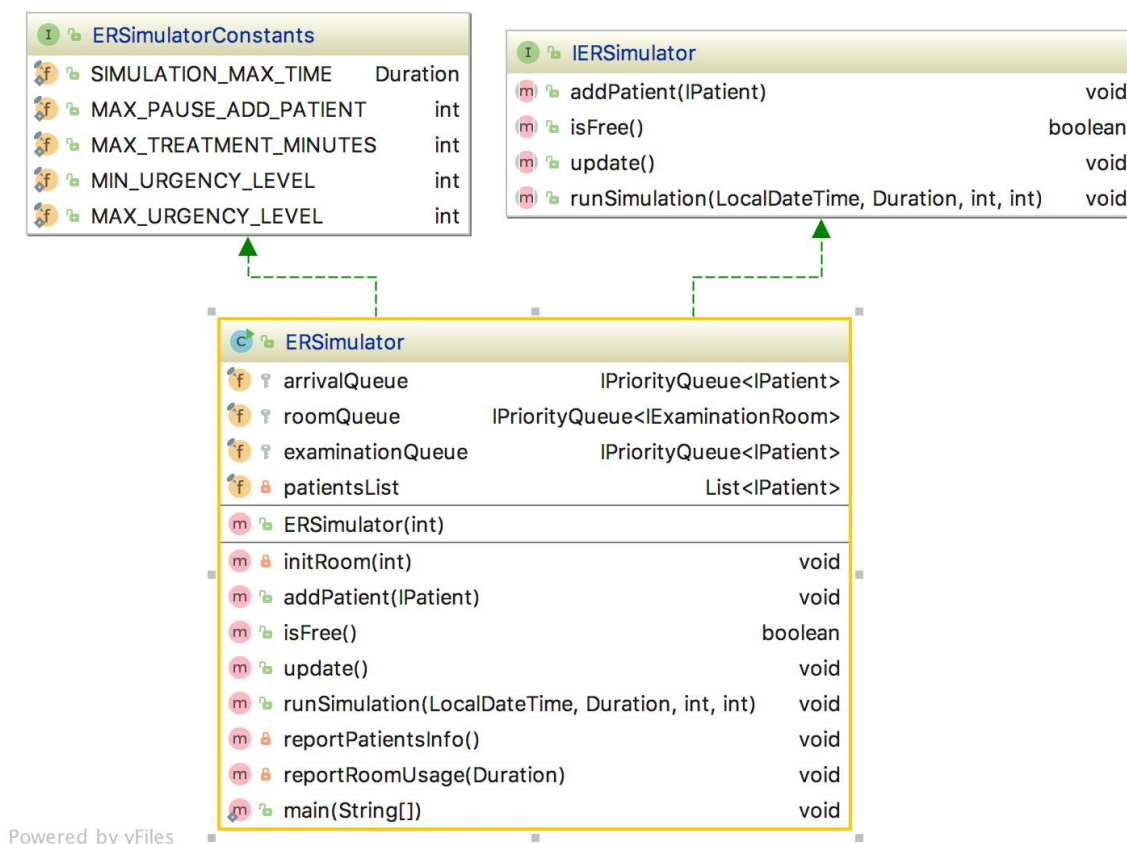 ERSimulatorConstants
SIMULATION_MAX_TIME Duration
MAX_PAUSE_ADD_PATIENT int
MAX_TREATMENT_MINUTES int
MIN_URGENCY_LEVEL int
MAX_URGENCY_LEVEL int
IERSimulator
addPatient(IPatient) void
isFree() boolean
update() void
runSimulation(LocalDateTime, Duration, int, int) void
ERSimulator
arrivalQueue IPriorityQueue<IPatient>
roomQueue IPriorityQueue<IExaminationRoom>
examinationQueue IPriorityQueue<IPatient>
patientsList List<IPatient>
ERSimulator(int)
initRoom(int) void
addPatient(IPatient) void
isFree() boolean
update() void
runSimulation(LocalDateTime, Duration, int, int) void
reportPatientsInfo() void
reportRoomUsage(Duration) void
main(String[]) void
Powered by yFiles